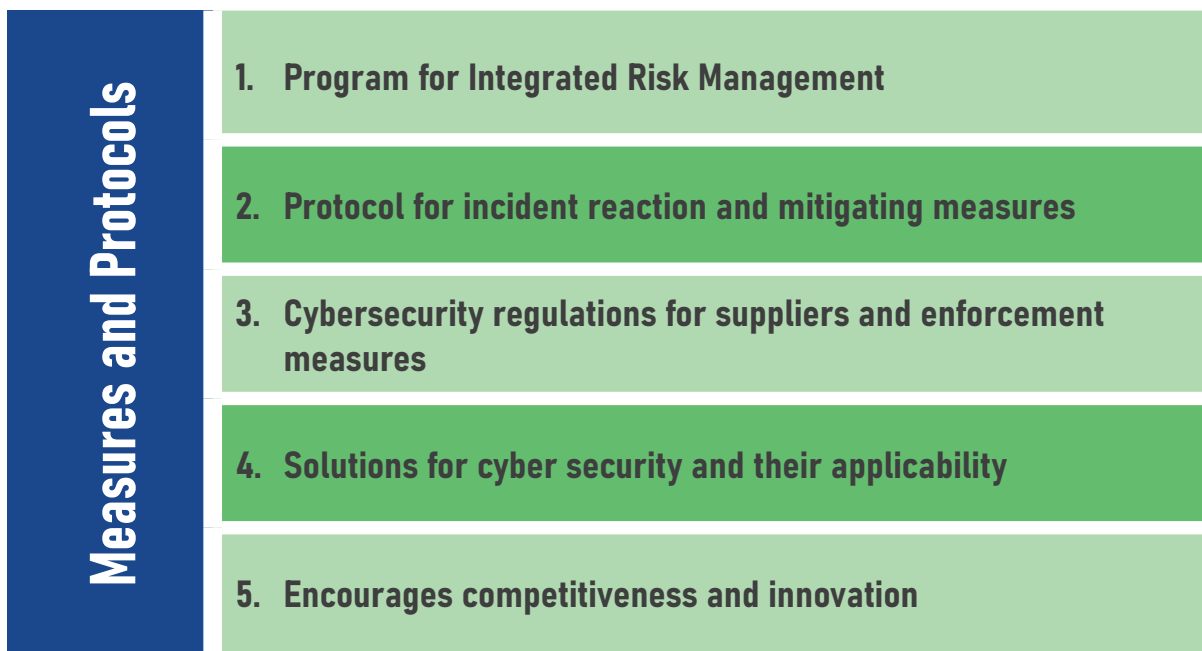 Measures and Protocols
1. Program for Integrated Risk Management
2. Protocol for incident reaction and mitigating measures
3. Cybersecurity regulations for suppliers and enforcement
measures
4. Solutions for cyber security and their applicability
5. Encourages competitiveness and innovation